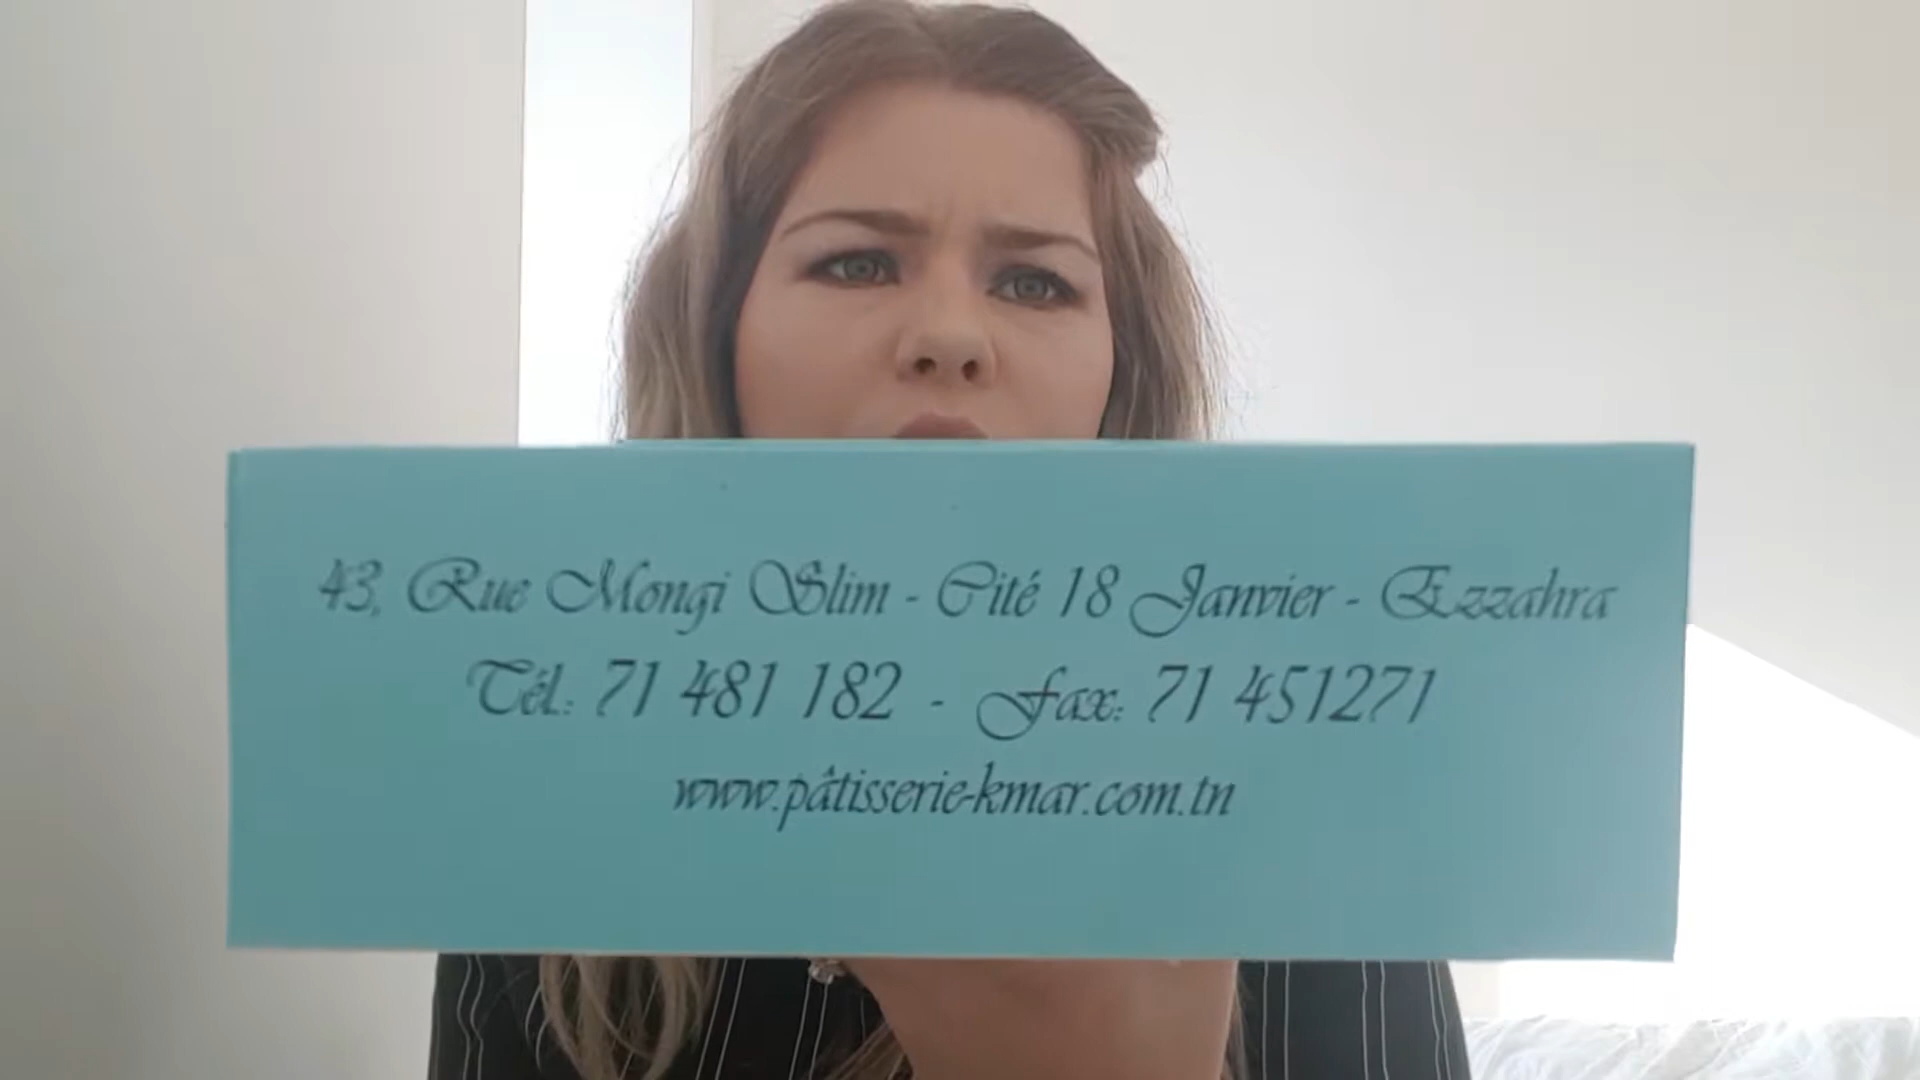 43, Rue Mongi Slim - Cité 18 Janvier - Ezzahra
Tél.: 71 481 182 - Fax: 71 451271
www.pâtisserie-kmar.com.tn